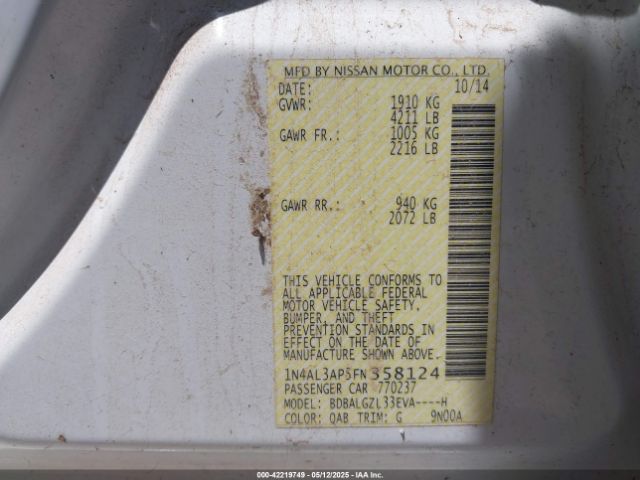 MFD BY NISSAN MOTOR CO., LTD.
DATE: 10/14
GVWR: 1910 KG
4211 LB
GAWR FR.: 1005 KG
2216 LB
GAWR RR.: 940 KG
2072 LB
THIS VEHICLE CONFORMS TO
ALL APPLICABLE FEDERAL
MOTOR VEHICLE SAFETY,
BUMPER, AND THEFT
PREVENTION STANDARDS IN
EFFECT ON THE DATE OF
MANUFACTURE SHOWN ABOVE.
1N4AL3AP5FN358124
PASSENGER CAR 770237
MODEL: BDBALGZL33EVA----H
COLOR: QAB TRIM: G 9N00A
000-42219749 - 05/12/2025 - IAA Inc.